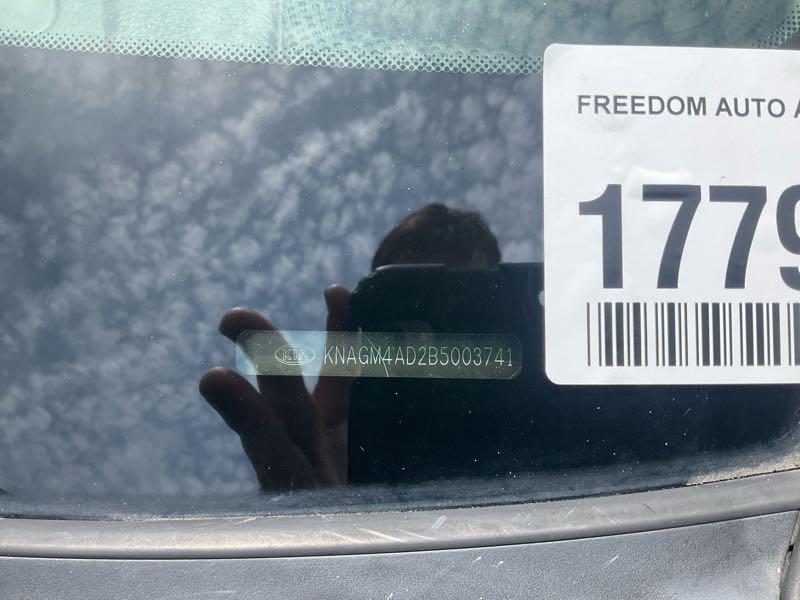 FREEDOM AUTO A
1779
KIA KNAGM4AD2B5003741